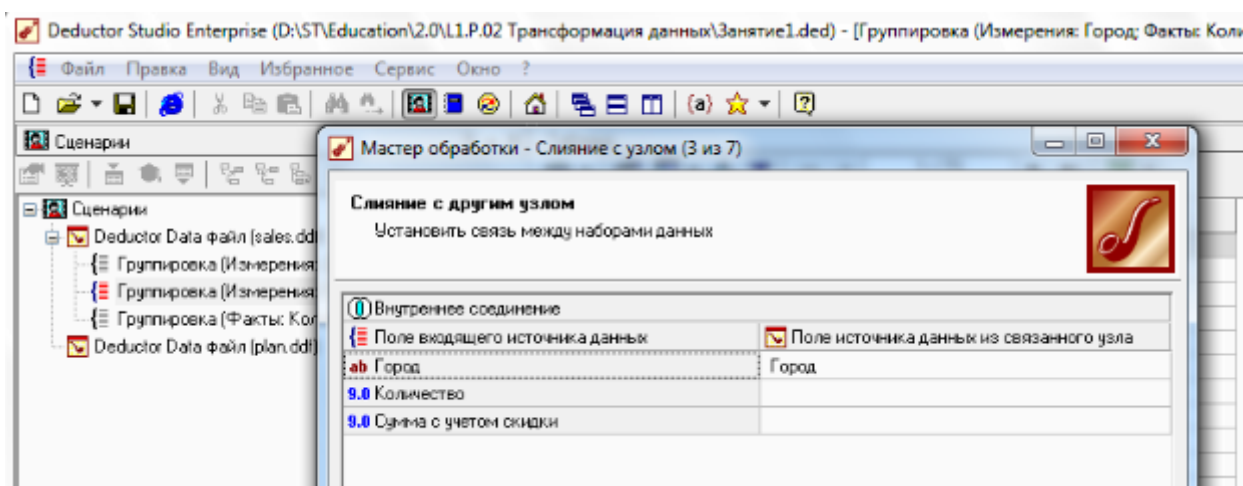 Deductor Studio Enterprise (D:\ST\Education\2.0\L1.P.02 Трансформация данных\Занятие1.ded) - [Группировка (Измерения: Город; Факты: Коли
Файл Правка Вид Избранное Сервис Окно ?
{a}
Сценарии
Мастер обработки - Слияние с узлом (3 из 7)
Слияние с другим узлом
Установить связь между наборами данных
Сценарии
Deductor Data файл (sales.ddf
Группировка (Измерения:
Группировка (Измерения:
Группировка (Факты: Кол
Deductor Data файл (plan.ddf)
Внутреннее соединение
Поле входящего источника данных Поле источника данных из связанного узла
ab Город Город
9.0 Количество
9.0 Сумма с учетом скидки